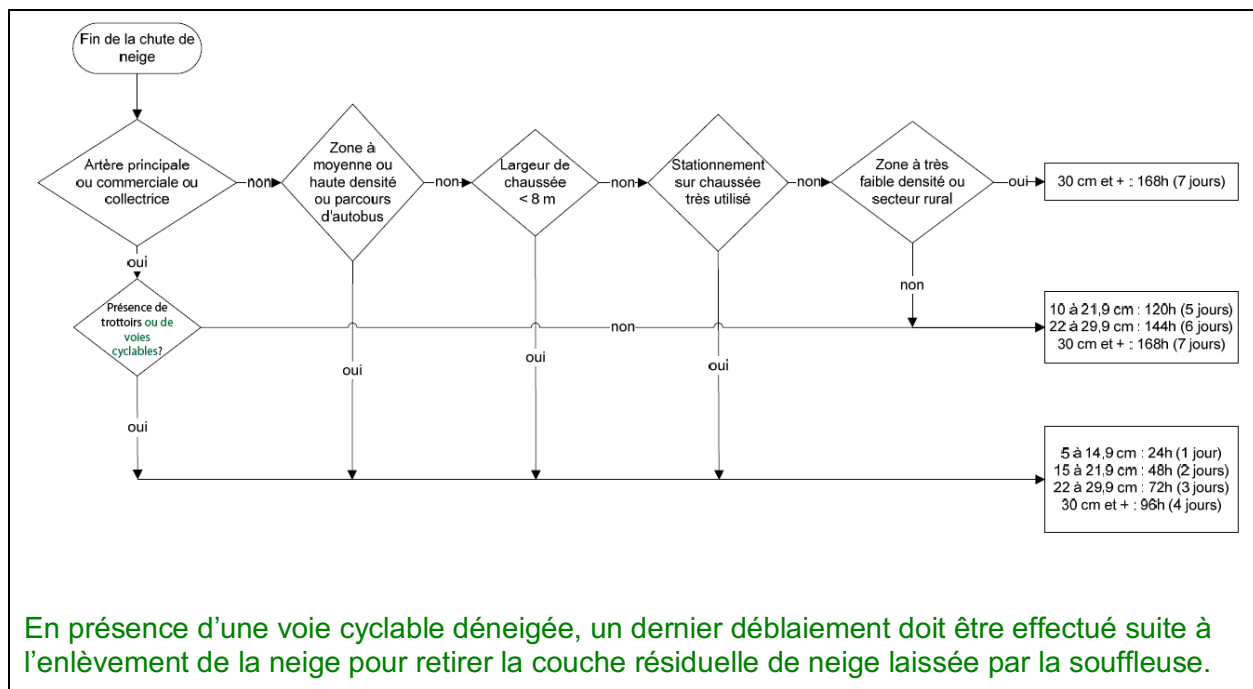 Fin de la chute de
neige
Artère principale
ou commerciale ou
collectrice
non
Zone à
moyenne ou
haute densité
ou parcours
d'autobus
non
Largeur de
chaussée
< 8 m
non
Stationnement
sur chaussée
très utilisé
non
Zone à très
faible densité ou
secteur rural
oui
30 cm et + : 168h (7 jours)
oui
non
Présence de
trottoirs ou de
voies
cyclables?
non
10 à 21,9 cm : 120h (5 jours)
22 à 29,9 cm : 144h (6 jours)
30 cm et + : 168h (7 jours)
oui
oui
oui
oui
5 à 14,9 cm : 24h (1 jour)
15 à 21,9 cm : 48h (2 jours)
22 à 29,9 cm : 72h (3 jours)
30 cm et + : 96h (4 jours)
En présence d'une voie cyclable déneigée, un dernier déblaiement doit être effectué suite à
l'enlèvement de la neige pour retirer la couche résiduelle de neige laissée par la souffleuse.